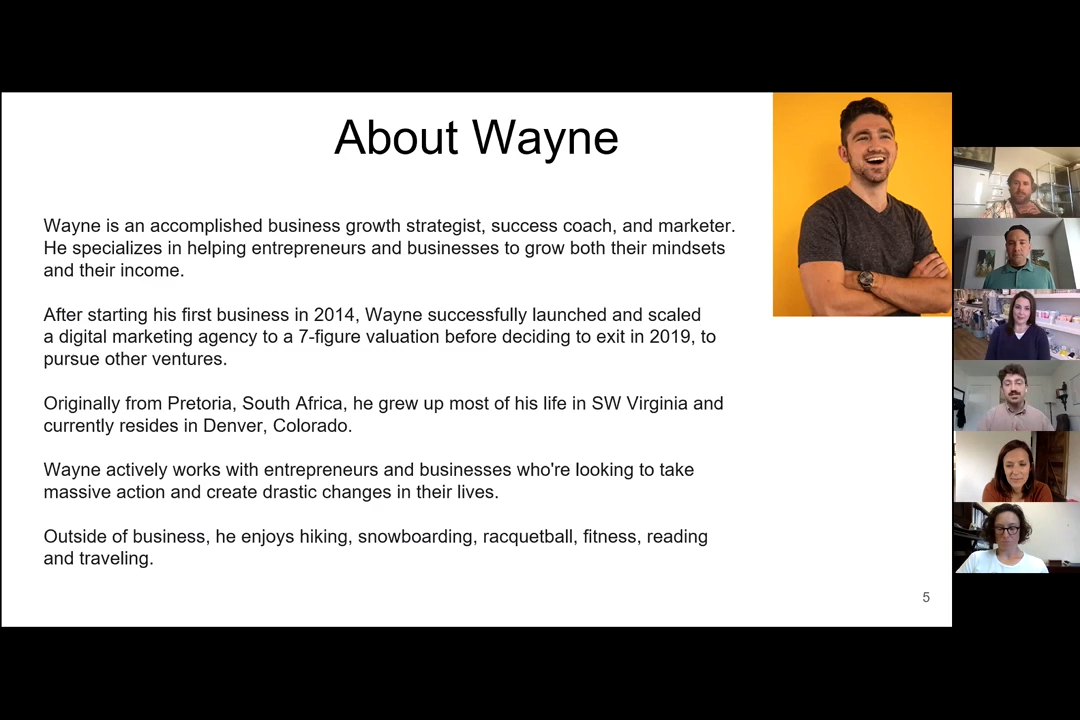 About Wayne
Wayne is an accomplished business growth strategist, success coach, and marketer.
He specializes in helping entrepreneurs and businesses to grow both their mindsets
and their income.
After starting his first business in 2014, Wayne successfully launched and scaled
a digital marketing agency to a 7-figure valuation before deciding to exit in 2019, to
pursue other ventures.
Originally from Pretoria, South Africa, he grew up most of his life in SW Virginia and
currently resides in Denver, Colorado.
Wayne actively works with entrepreneurs and businesses who're looking to take
massive action and create drastic changes in their lives.
Outside of business, he enjoys hiking, snowboarding, racquetball, fitness, reading
and traveling.
5